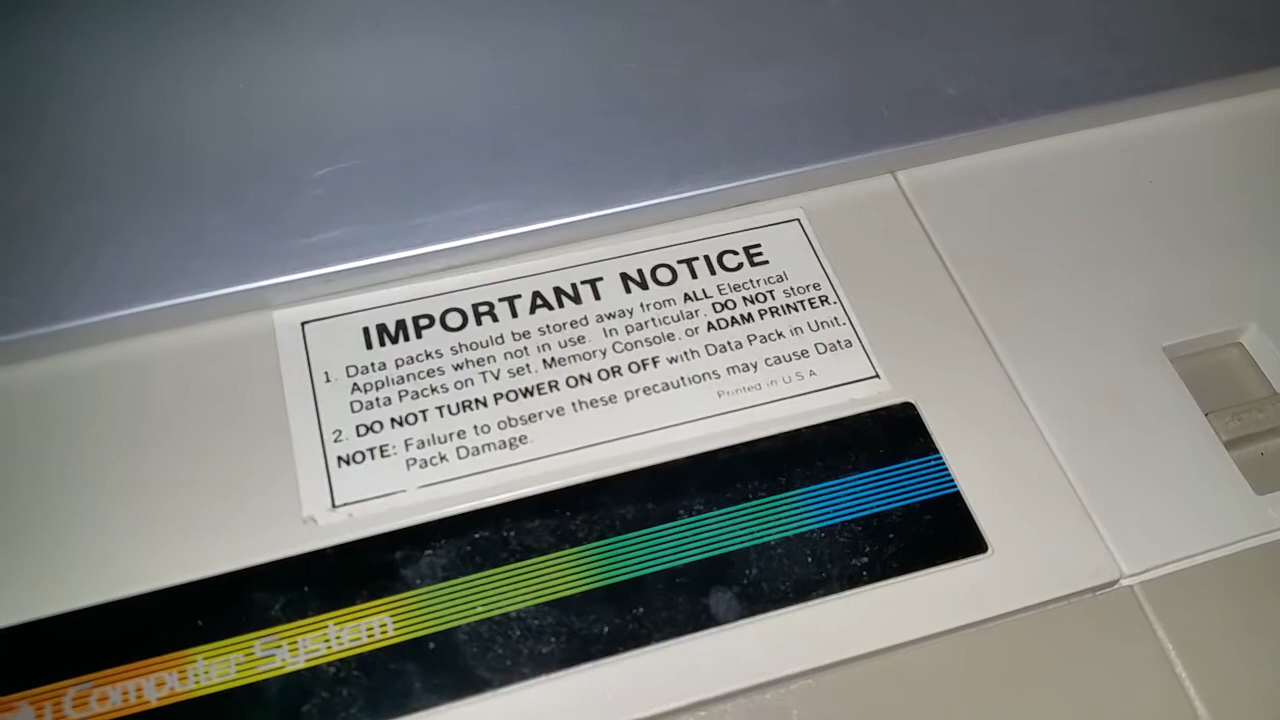 IMPORTANT NOTICE
1. Data packs should be stored away from ALL Electrical
Appliances when not in use. In particular, DO NOT store
Data Packs on TV set, Memory Console, or ADAM PRINTER.
2. DO NOT TURN POWER ON OR OFF with Data Pack in Unit.
NOTE: Failure to observe these precautions may cause Data
Pack Damage.
Printed in U S A
Computer System